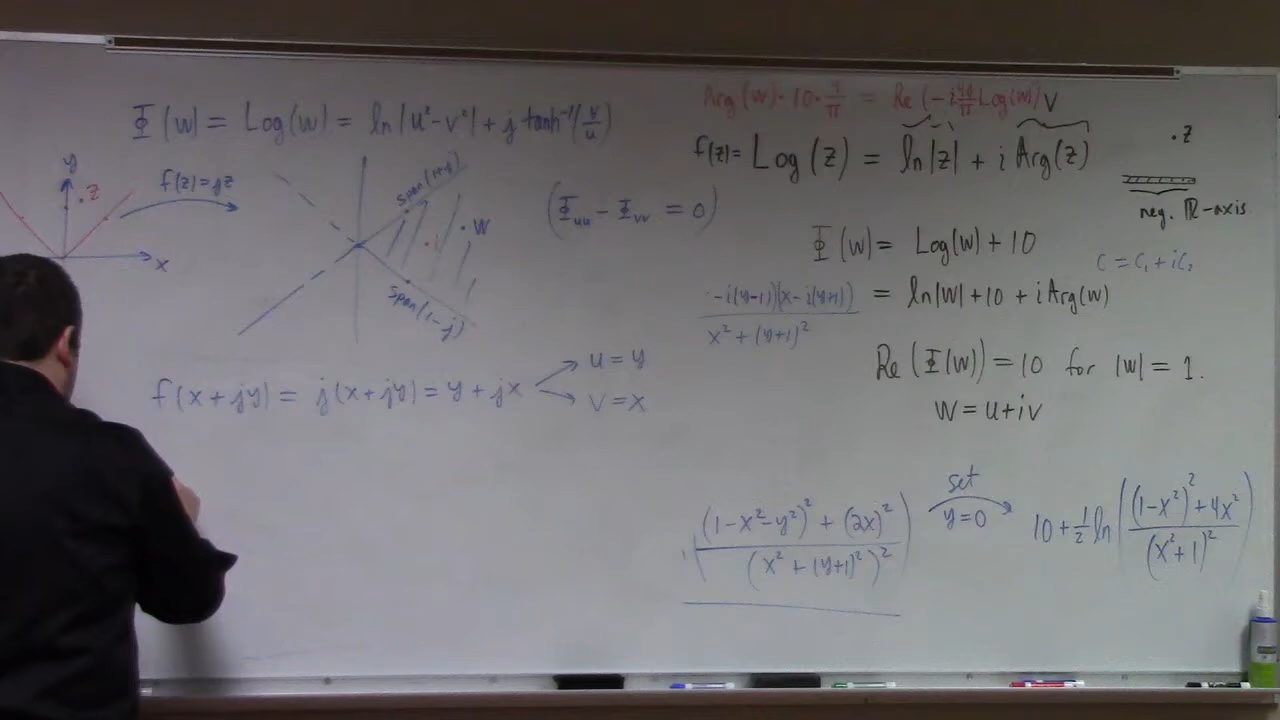 Φ(w) = Log(w) = ln|u²-v²| + j tanh⁻¹(v/u)
y
z
f(z)=jz
x
span(1+j)
w
1
span(1-j)
(Φuu - Φvv = 0)
f(x+jy) = j(x+jy) = y+jx
u = y
v = x
Arg(w)·10· = Re(-i Log(w))
f(z)= Log(z) = ln|z| + i Arg(z)
·z
neg. ℝ-axis
Φ(w) = Log(w) + 10
c = c₁ + ic₂
-i(y-1))(x-i(y+1)) / x²+(y+1)² = ln|w| + 10 + i Arg(w)
Re(Φ(w)) = 10 for |w| = 1.
w = u+iv
((1-x²-y²)² + (2x)² / (x²+(y+1)²)²)
set
y=0
10 + ½ ln((1-x²)²+4x² / (x²+1)²)